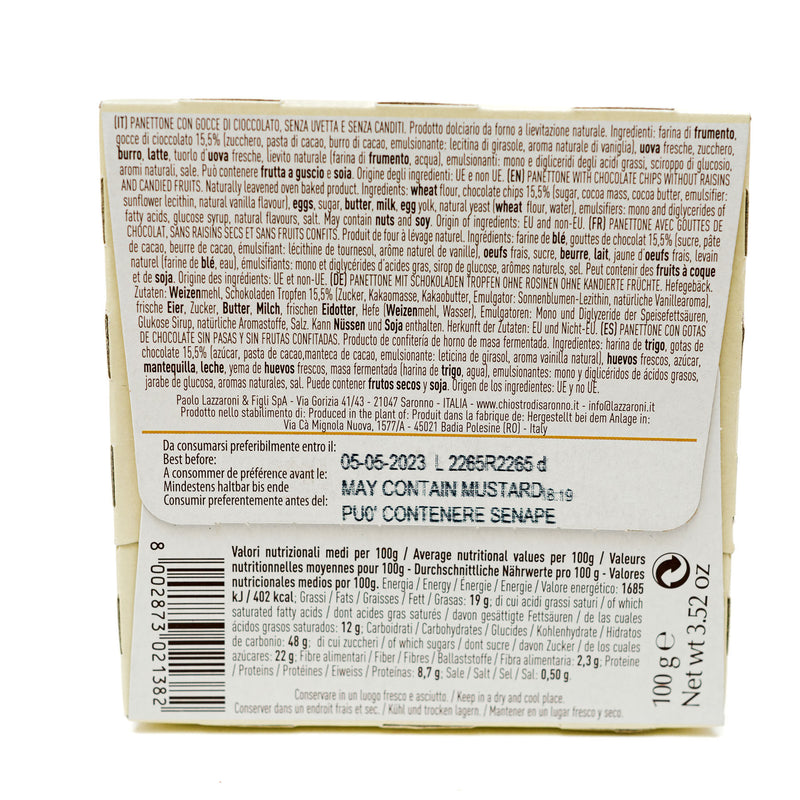 (IT) PANETTONE CON GOCCE DI CIOCCOLATO, SENZA UVETTA E SENZA CANDITI. Prodotto dolciario da forno a lievitazione naturale. Ingredienti: farina di frumento,
gocce di cioccolato 15,5% (zucchero, pasta di cacao, burro di cacao, emulsionante: lecitina di girasole, aroma naturale di vaniglia), uova fresche, zucchero,
burro, latte, tuorlo d'uova fresche, lievito naturale (farina di frumento, acqua), emulsionanti: mono e digliceridi degli acidi grassi, sciroppo di glucosio,
aromi naturali, sale. Può contenere frutta a guscio e soia. Origine degli ingredienti: UE e non UE. (EN) PANETTONE WITH CHOCOLATE CHIPS WITHOUT RAISINS
AND CANDIED FRUITS. Naturally leavened oven baked product. Ingredients: wheat flour, chocolate chips 15,5% (sugar, cocoa mass, cocoa butter, emulsifier:
sunflower lecithin, natural vanilla flavour), eggs, sugar, butter, milk, egg yolk, natural yeast (wheat flour, water), emulsifiers: mono and diglycerides of
fatty acids, glucose syrup, natural flavours, salt. May contain nuts and soy. Origin of ingredients: EU and non-EU. (FR) PANETTONE AVEC GOUTTES DE
CHOCOLAT, SANS RAISINS SECS ET SANS FRUITS CONFITS. Produit de four à lévage naturel. Ingrédients: farine de blé, gouttes de chocolat 15,5% (sucre, pâte
de cacao, beurre de cacao, émulsifiant: lécithine de tournesol, arôme naturel de vanille), oeufs frais, sucre, beurre, lait, jaune d'oeufs frais, levain
naturel (farine de blé, eau), émulsifiants: mono et diglycérides d'acides gras, sirop de glucose, arômes naturels, sel. Peut contenir des fruits à coque
et de soja. Origine des ingrédients: UE et non-UE. (DE) PANETTONE MIT SCHOKOLADEN TROPFEN OHNE ROSINEN OHNE KANDIERTE FRÜCHTE. Hefegebäck.
Zutaten: Weizenmehl, Schokoladen Tropfen 15,5% (Zucker, Kakaomasse, Kakaobutter, Emulgator: Sonnenblumen-Lezithin, natürliche Vanillearoma),
frische Eier, Zucker, Butter, Milch, frischen Eidotter, Hefe (Weizenmehl, Wasser), Emülgatoren: Mono und Diglyzeride der Speisefettsäuren,
Glukose Sirup, natürliche Aromastoffe, Salz. Kann Nüssen und Soja enthalten. Herkunft der Zutaten: EU und Nicht-EU. (ES) PANETTONE CON GOTAS
DE CHOCOLATE SIN PASAS Y SIN FRUTAS CONFITADAS. Producto de confitería de horno de masa fermentada. Ingredientes: harina de trigo, gotas de
chocolate 15,5% (azúcar, pasta de cacao,manteca de cacao, emulsionante: leticina de girasol, aroma vainilla natural), huevos frescos, azúcar,
mantequilla, leche, yema de huevos frescos, masa fermentada (harina de trigo, agua), emulsionante: mono y diglicéridos de ácidos grasos,
jarabe de glucosa, aromas naturales, sal. Puede contener frutos secos y soja. Origen de los ingredientes: UE y no UE.
Paolo Lazzaroni & Figli SpA - Via Gorizia 41/43 - 21047 Saronno - ITALIA - www.chiostrodisaronno.it - info@lazzaroni.it
Prodotto nello stabilimento di: Produced in the plant of: Produit dans la fabrique de: Hergestellt bei dem Anlage in:
Via Cà Mignola Nuova, 1577/A - 45021 Badia Polesine (RO) - Italy
Da consumarsi preferibilmente entro il:
Best before:
A consommer de préférence avant le:
Mindestens haltbar bis ende
Consumir preferentemente antes del:
05-05-2023 L 2265R2265 d
MAY CONTAIN MUSTARD 18:19
PUO' CONTENERE SENAPE
Valori nutrizionali medi per 100g / Average nutritional values per 100g / Valeurs
nutritionnelles moyennes pour 100g - Durchschnittliche Nährwerte pro 100 g - Valores
nutricionales medios por 100g. Energia / Energy / Énergie / Energie / Valore energético: 1685
kJ / 402 kcal; Grassi / Fats / Graisses / Fett / Grasas: 19 g; di cui acidi grassi saturi / of which
saturated fatty acids / dont acides gras saturés / davon gesättigte Fettsäuren / de las cuales
ácidos grasos saturados: 12 g; Carboidrati / Carbohydrates / Glucides / Kohlenhydrate / Hidratos
de carbonio: 48 g; di cui zuccheri / of which sugars / dont sucre / davon Zucker / de los cuales
azúcares: 22 g; Fibre alimentari / Fiber / Fibres / Ballaststoffe / Fibra alimentaria: 2,3 g; Proteine
/ Proteins / Protéines / Eiweiss / Proteínas: 8,7 g; Sale / Salt / Sel / Sal: 0,50 g.
Conservare in un luogo fresco e asciutto. / Keep in a dry and cool place.
Conserver dans un endroit frais et sec. / Kühl und trocken lagern. / Mantener en un lugar fresco y seco.
8 002873 021382
100 g e
Net wt 3.52 oz